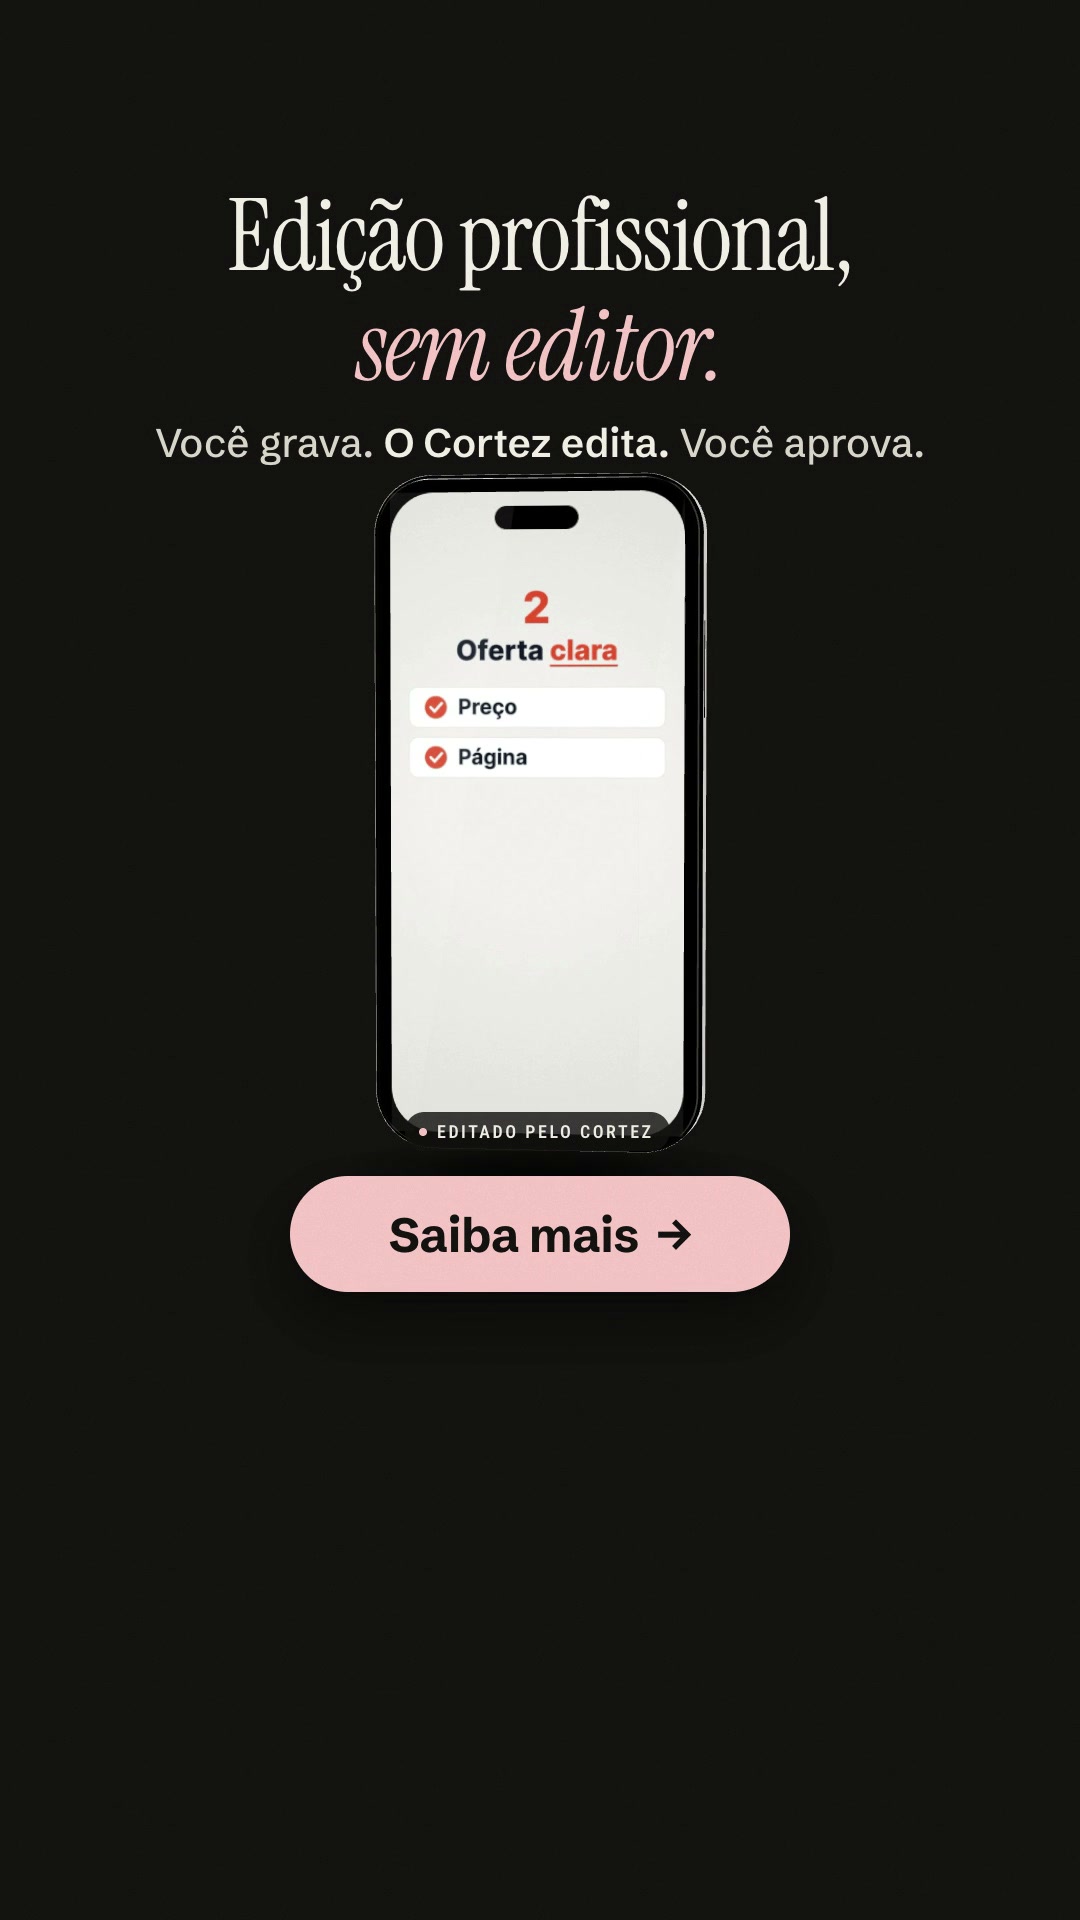 Edição profissional,
sem editor.
Você grava. O Cortez edita. Você aprova.
2
Oferta clara
Preço
Página
EDITADO PELO CORTEZ
Saiba mais →